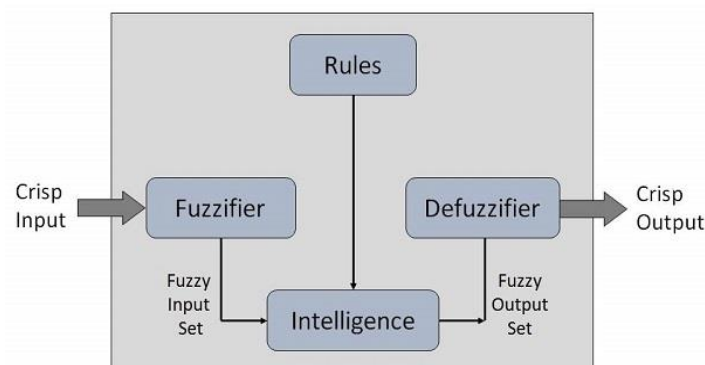 Rules
Crisp
Input
Fuzzifier
Defuzzifier
Crisp
Output
Fuzzy
Input
Set
Intelligence
Fuzzy
Output
Set